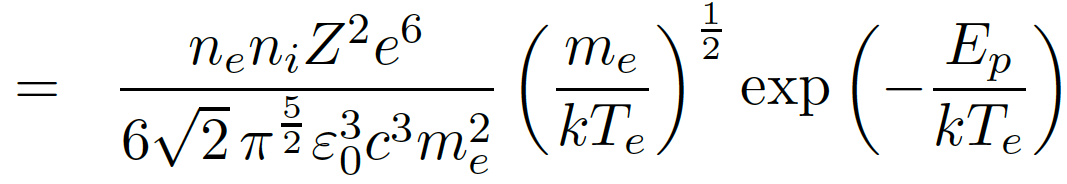 = \frac{n_e n_i Z^2 e^6}{6\sqrt{2}\,\pi^{\frac{5}{2}} \varepsilon_0^3 c^3 m_e^2} \left( \frac{m_e}{kT_e} \right)^{\frac{1}{2}} \exp \left( -\frac{E_p}{kT_e} \right)